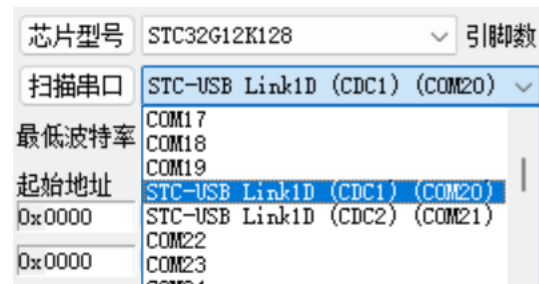 芯片型号 STC32G12K128 引脚数
扫描串口 STC-USB Link1D (CDC1) (COM20)
最低波特率
COM17
COM18
COM19
STC-USB Link1D (CDC1) (COM20)
STC-USB Link1D (CDC2) (COM21)
COM22
COM23
起始地址
0x0000
0x0000